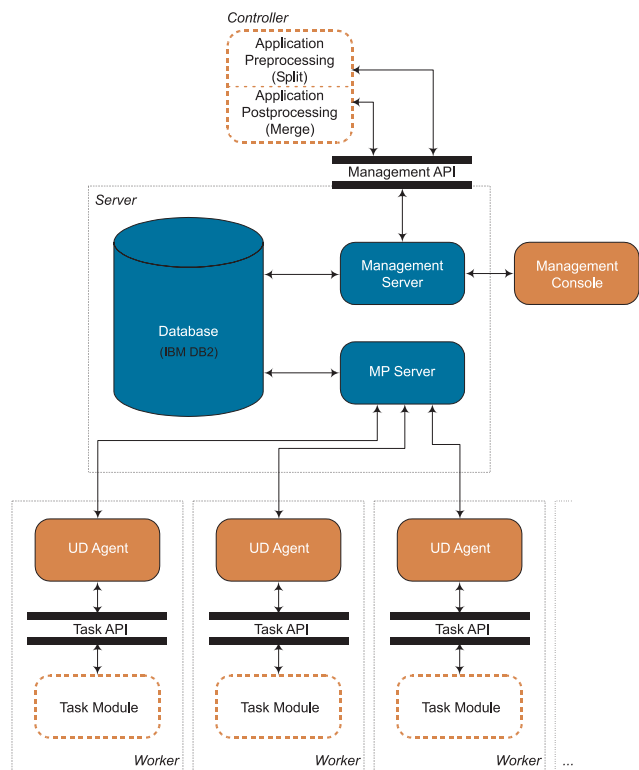 Controller
Application
Preprocessing
(Split)
Application
Postprocessing
(Merge)
Management API
Server
Management
Server
Management
Console
Database
(IBM DB2)
MP Server
UD Agent
UD Agent
UD Agent
Task API
Task API
Task API
Task Module
Task Module
Task Module
Worker
Worker
Worker
...